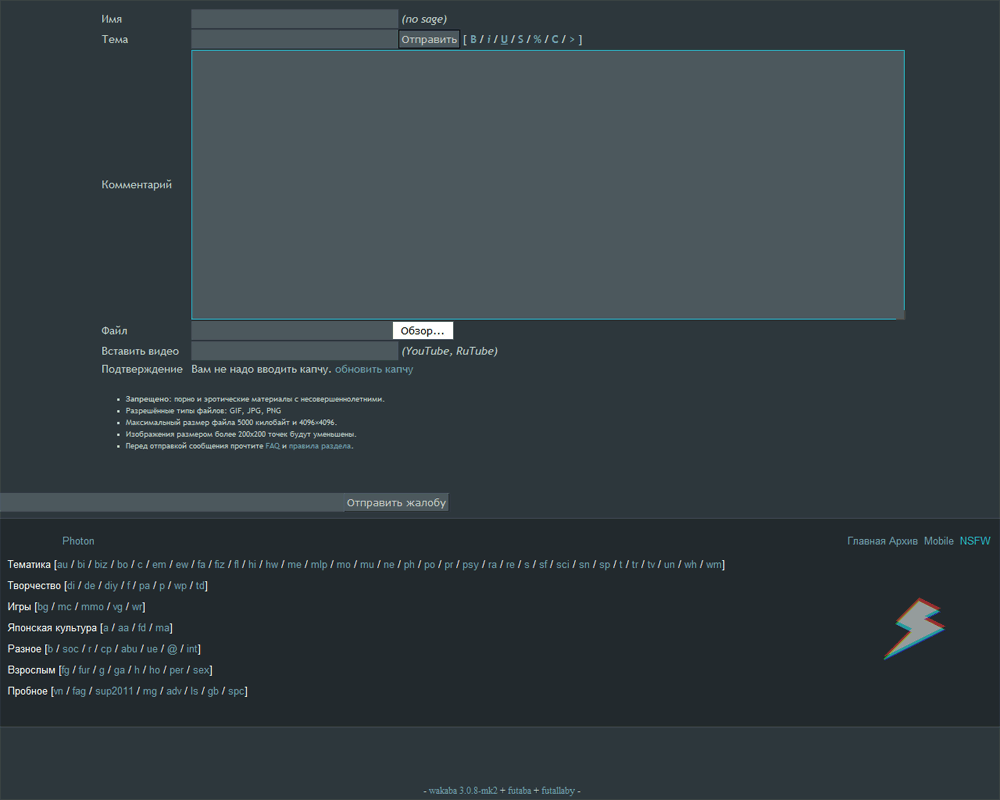 Имя (no sage)
Тема Отправить [ B / i / U / S / % / C / > ]
Комментарий
Файл Обзор...
Вставить видео (YouTube, RuTube)
Подтверждение Вам не надо вводить капчу. обновить капчу
• Запрещено: порно и эротические материалы с несовершеннолетними.
• Разрешённые типы файлов: GIF, JPG, PNG
• Максимальный размер файла 5000 килобайт и 4096×4096.
• Изображения размером более 200x200 точек будут уменьшены.
• Перед отправкой сообщения прочтите FAQ и правила раздела.
Отправить жалобу
Photon Главная Архив Mobile NSFW
Тематика [au / bi / biz / bo / c / em / ew / fa / fiz / fl / hi / hw / me / mlp / mo / mu / ne / ph / po / pr / psy / ra / re / s / sf / sci / sn / sp / t / tr / tv / un / wh / wm]
Творчество [di / de / diy / f / pa / p / wp / td]
Игры [bg / mc / mmo / vg / wr]
Японская культура [a / aa / fd / ma]
Разное [b / soc / r / cp / abu / ue / @ / int]
Взрослым [fg / fur / g / ga / h / ho / per / sex]
Пробное [vn / fag / sup2011 / mg / adv / ls / gb / spc]
- wakaba 3.0.8-mk2 + futaba + futallaby -